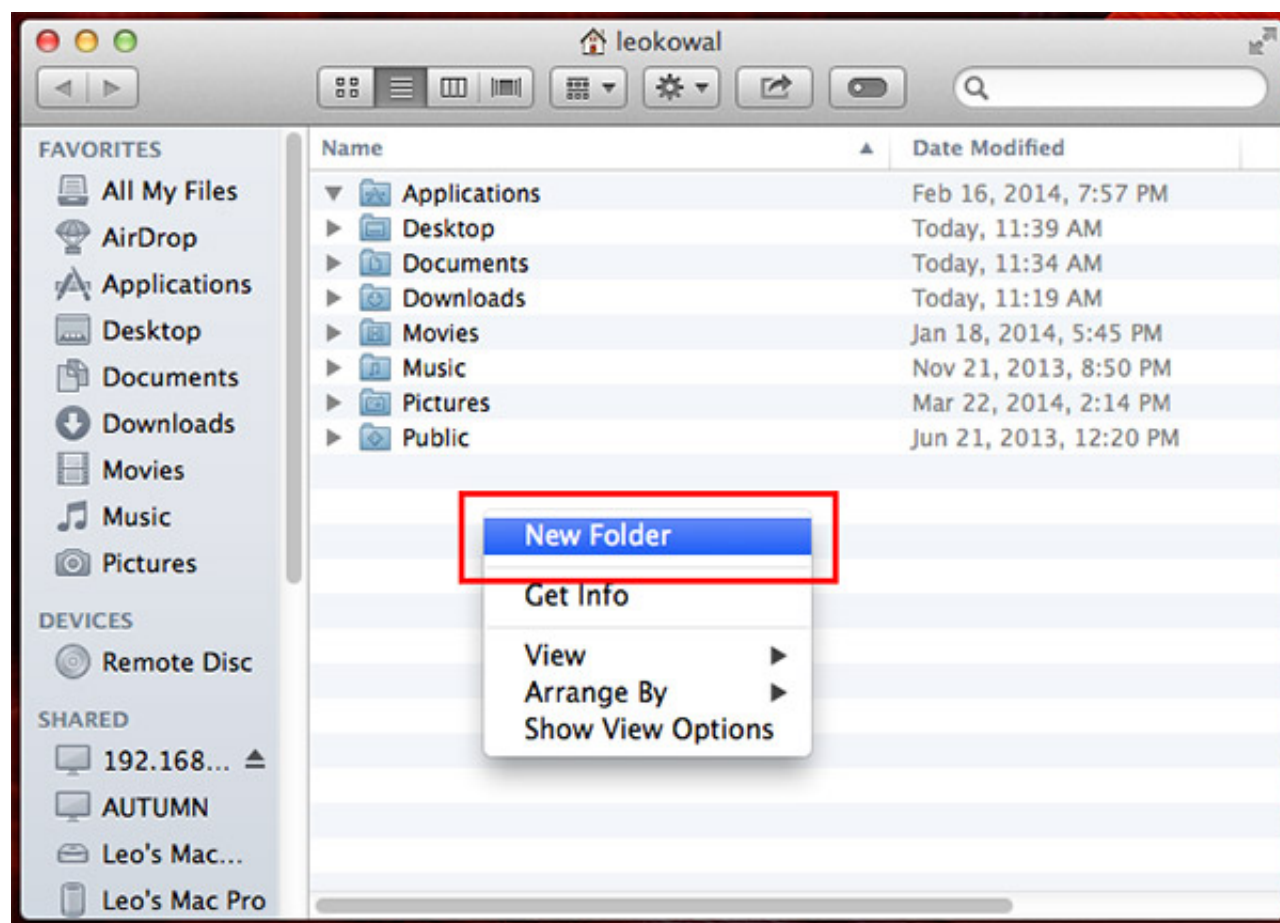 leokowal
FAVORITES
All My Files
AirDrop
Applications
Desktop
Documents
Downloads
Movies
Music
Pictures
DEVICES
Remote Disc
SHARED
192.168...
AUTUMN
Leo's Mac...
Leo's Mac Pro
Name Date Modified
Applications Feb 16, 2014, 7:57 PM
Desktop Today, 11:39 AM
Documents Today, 11:34 AM
Downloads Today, 11:19 AM
Movies Jan 18, 2014, 5:45 PM
Music Nov 21, 2013, 8:50 PM
Pictures Mar 22, 2014, 2:14 PM
Public Jun 21, 2013, 12:20 PM
New Folder
Get Info
View
Arrange By
Show View Options